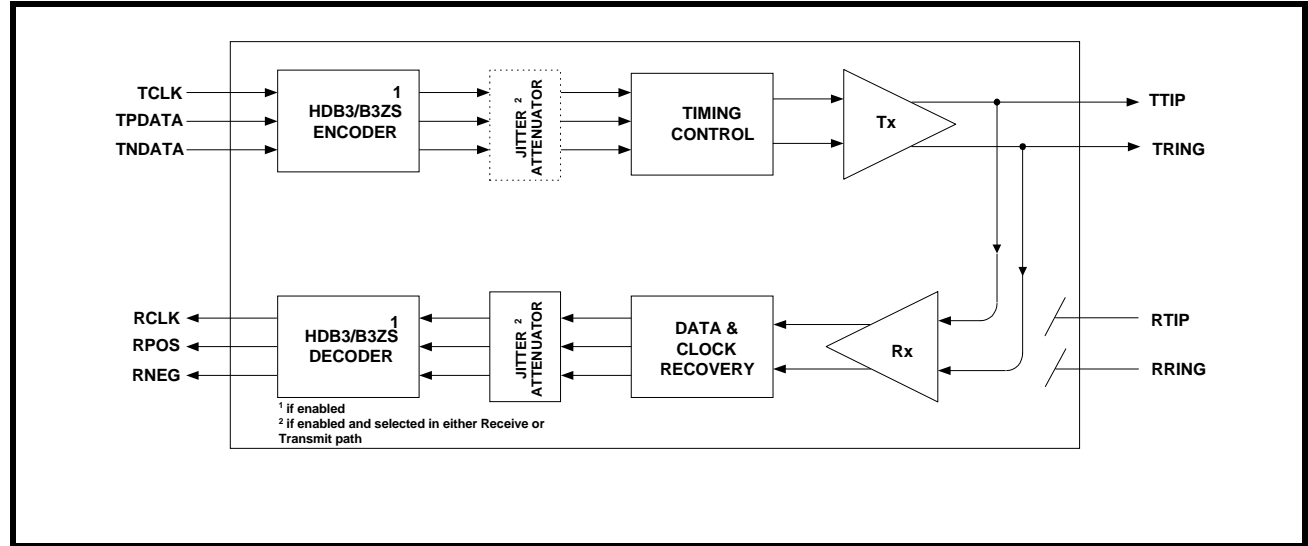 TCLK
TPDATA
TNDATA
1
HDB3/B3ZS
ENCODER
JITTER 2
ATTENUATOR
TIMING
CONTROL
Tx
TTIP
TRING
RCLK
RPOS
RNEG
1
HDB3/B3ZS
DECODER
JITTER 2
ATTENUATOR
DATA &
CLOCK
RECOVERY
Rx
RTIP
RRING
1 if enabled
2 if enabled and selected in either Receive or
Transmit path